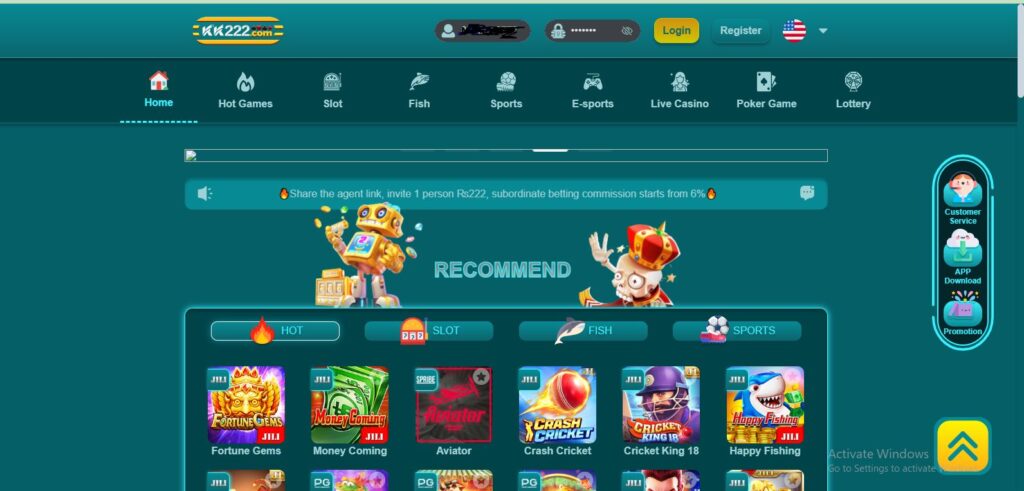 KK222.com
Login
Register
Home
Hot Games
Slot
Fish
Sports
E-sports
Live Casino
Poker Game
Lottery
Share the agent link, invite 1 person Rs222, subordinate betting commission starts from 6%
Customer
Service
APP
Download
Promotion
RECOMMEND
HOT
SLOT
FISH
SPORTS
JILI
FORTUNE GEMS
JILI
Fortune Gems
JILI
Money Coming
JILI
Money Coming
SPRIBE
Aviator
Aviator
CRASH
CRICKET
Crash Cricket
JILI
CRICKET
KING 18
Cricket King 18
JILI
Happy Fishing
JILI
Happy Fishing
PG
PG
Activate Windows
Go to Settings to activate